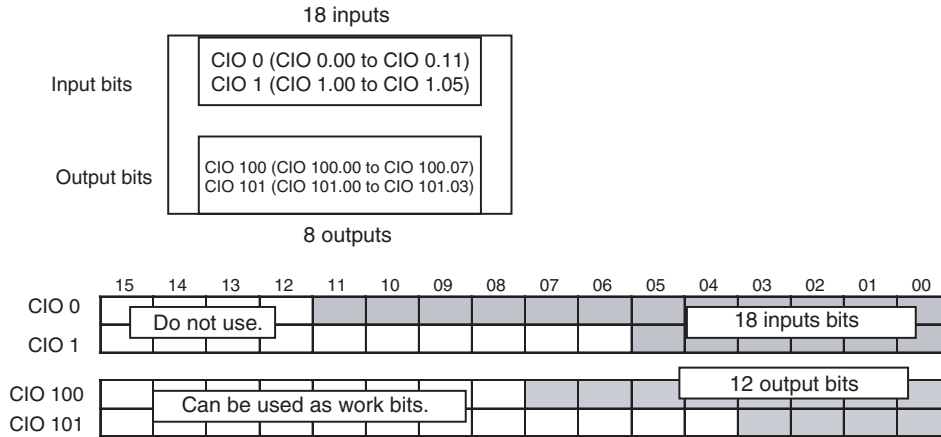 18 inputs
Input bits
CIO 0 (CIO 0.00 to CIO 0.11)
CIO 1 (CIO 1.00 to CIO 1.05)
Output bits
CIO 100 (CIO 100.00 to CIO 100.07)
CIO 101 (CIO 101.00 to CIO 101.03)
8 outputs
15 14 13 12 11 10 09 08 07 06 05 04 03 02 01 00
CIO 0
Do not use.
18 inputs bits
CIO 1
CIO 100
12 output bits
Can be used as work bits.
CIO 101